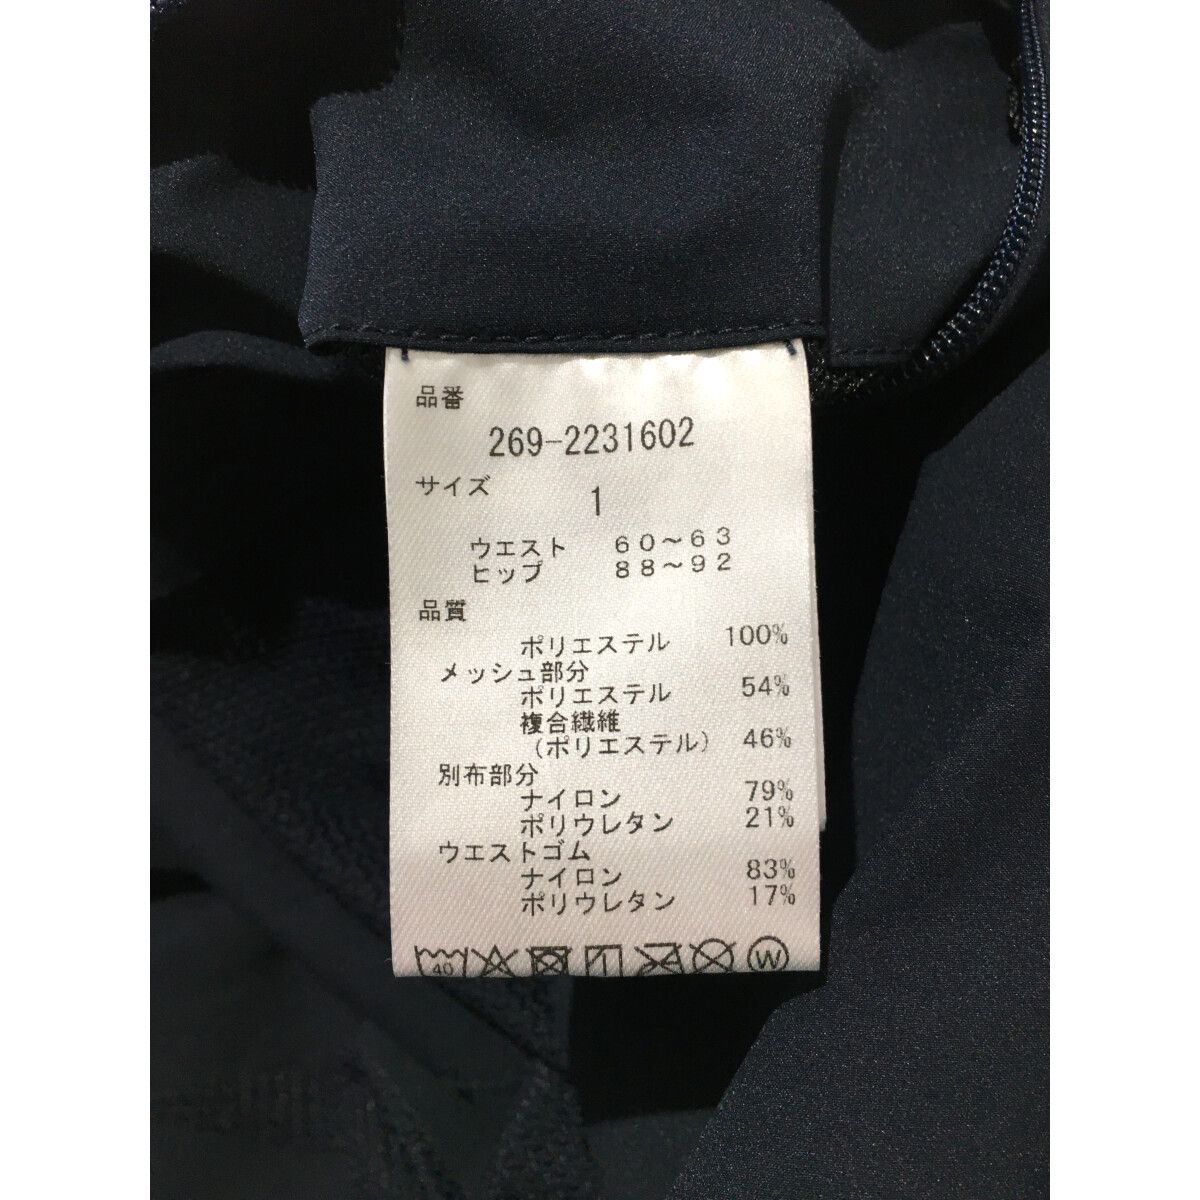 品番
269-2231602
サイズ
1
ウエスト 60～63
ヒップ 88～92
品質
ポリエステル 100%
メッシュ部分
ポリエステル 54%
複合繊維
(ポリエステル) 46%
別布部分
ナイロン 79%
ポリウレタン 21%
ウエストゴム
ナイロン 83%
ポリウレタン 17%
40 W